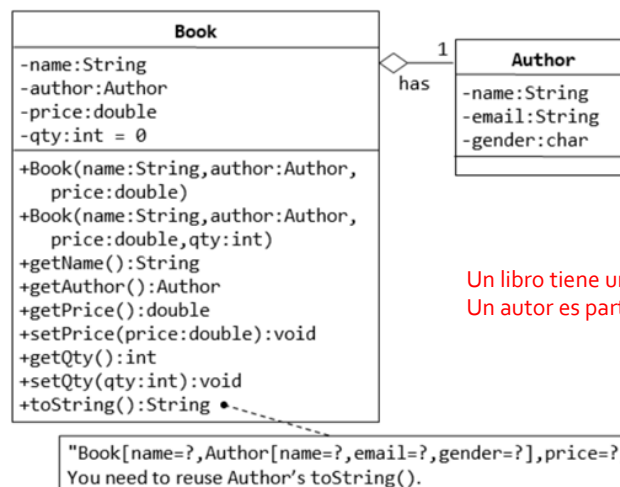 Book
-name:String
-author:Author
-price:double
-qty:int = 0
+Book(name:String,author:Author,
price:double)
+Book(name:String,author:Author,
price:double,qty:int)
+getName():String
+getAuthor():Author
+getPrice():double
+setPrice(price:double):void
+getQty():int
+setQty(qty:int):void
+toString():String
1
has
Author
-name:String
-email:String
-gender:char
Un libro tiene
Un autor es
"Book[name=?,Author[name=?,email=?,gender=?],price=?
You need to reuse Author's toString().